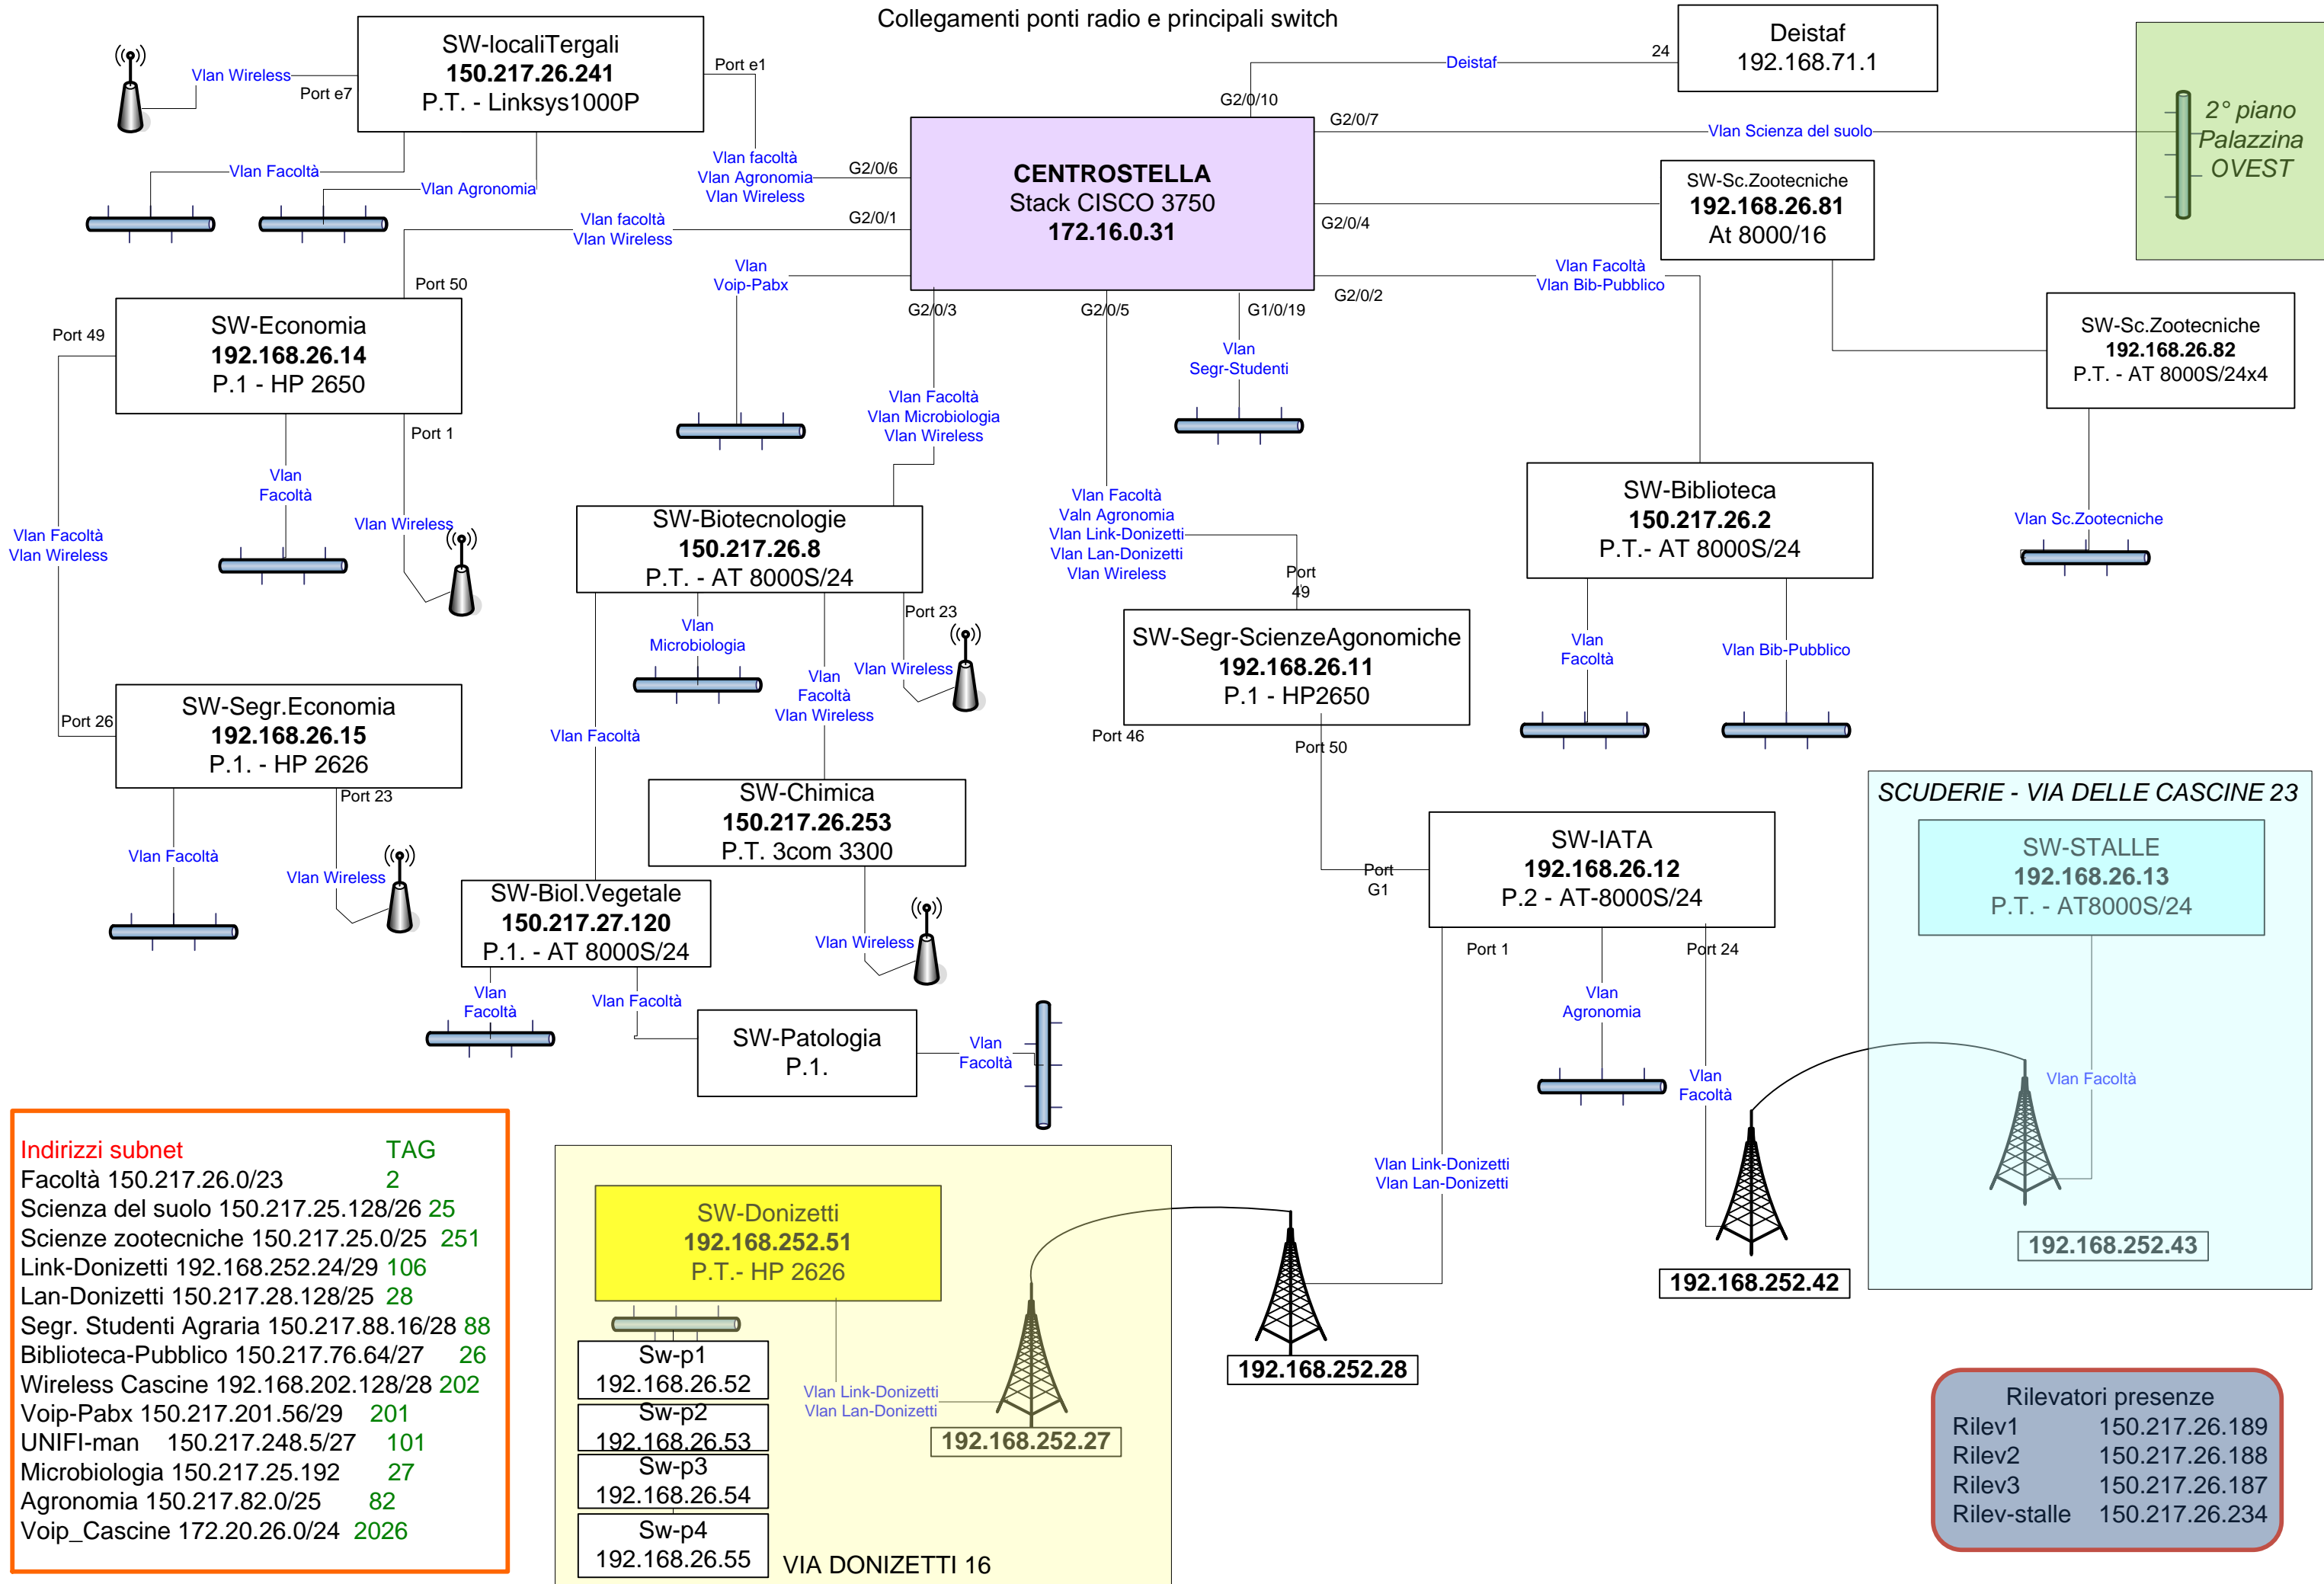 Collegamenti ponti radio e principali switch
SW-localiTergali
150.217.26.241
P.T. - Linksys1000P
Port e1
Port e7
Vlan Wireless
Vlan Facoltà
Vlan Agronomia
Vlan facoltà
Vlan Agronomia
Vlan Wireless
G2/0/6
Vlan facoltà
Vlan Wireless
G2/0/1
CENTROSTELLA
Stack CISCO 3750
172.16.0.31
G2/0/10
Deistaf
24
Deistaf
192.168.71.1
G2/0/7
Vlan Scienza del suolo
2° piano
Palazzina
OVEST
G2/0/4
SW-Sc.Zootecniche
192.168.26.81
At 8000/16
SW-Sc.Zootecniche
192.168.26.82
P.T. - AT 8000S/24x4
Vlan Sc.Zootecniche
Vlan Facoltà
Vlan Bib-Pubblico
G2/0/2
Vlan
Voip-Pabx
G2/0/3
G2/0/5
G1/0/19
Vlan
Segr-Studenti
Port 50
Port 49
SW-Economia
192.168.26.14
P.1 - HP 2650
Port 1
Vlan
Facoltà
Vlan Wireless
Vlan Facoltà
Vlan Wireless
Port 26
SW-Segr.Economia
192.168.26.15
P.1. - HP 2626
Port 23
Vlan Facoltà
Vlan Wireless
Vlan Facoltà
Vlan Microbiologia
Vlan Wireless
SW-Biotecnologie
150.217.26.8
P.T. - AT 8000S/24
Port 23
Vlan
Microbiologia
Vlan Wireless
Vlan
Facoltà
Vlan Wireless
Vlan Facoltà
SW-Chimica
150.217.26.253
P.T. 3com 3300
Vlan Wireless
SW-Biol.Vegetale
150.217.27.120
P.1. - AT 8000S/24
Vlan
Facoltà
Vlan Facoltà
SW-Patologia
P.1.
Vlan
Facoltà
Vlan Facoltà
Valn Agronomia
Vlan Link-Donizetti
Vlan Lan-Donizetti
Vlan Wireless
Port
49
SW-Segr-ScienzeAgonomiche
192.168.26.11
P.1 - HP2650
Port 46
Port 50
SW-Biblioteca
150.217.26.2
P.T.- AT 8000S/24
Vlan
Facoltà
Vlan Bib-Pubblico
Port
G1
SW-IATA
192.168.26.12
P.2 - AT-8000S/24
Port 1
Port 24
Vlan
Agronomia
Vlan
Facoltà
Vlan Link-Donizetti
Vlan Lan-Donizetti
SCUDERIE - VIA DELLE CASCINE 23
SW-STALLE
192.168.26.13
P.T. - AT8000S/24
Vlan Facoltà
192.168.252.43
192.168.252.42
192.168.252.28
SW-Donizetti
192.168.252.51
P.T.- HP 2626
Sw-p1
192.168.26.52
Sw-p2
192.168.26.53
Sw-p3
192.168.26.54
Sw-p4
192.168.26.55
Vlan Link-Donizetti
Vlan Lan-Donizetti
192.168.252.27
VIA DONIZETTI 16
Indirizzi subnet TAG
Facoltà 150.217.26.0/23 2
Scienza del suolo 150.217.25.128/26 25
Scienze zootecniche 150.217.25.0/25 251
Link-Donizetti 192.168.252.24/29 106
Lan-Donizetti 150.217.28.128/25 28
Segr. Studenti Agraria 150.217.88.16/28 88
Biblioteca-Pubblico 150.217.76.64/27 26
Wireless Cascine 192.168.202.128/28 202
Voip-Pabx 150.217.201.56/29 201
UNIFI-man 150.217.248.5/27 101
Microbiologia 150.217.25.192 27
Agronomia 150.217.82.0/25 82
Voip_Cascine 172.20.26.0/24 2026
Rilevatori presenze
Rilev1 150.217.26.189
Rilev2 150.217.26.188
Rilev3 150.217.26.187
Rilev-stalle 150.217.26.234